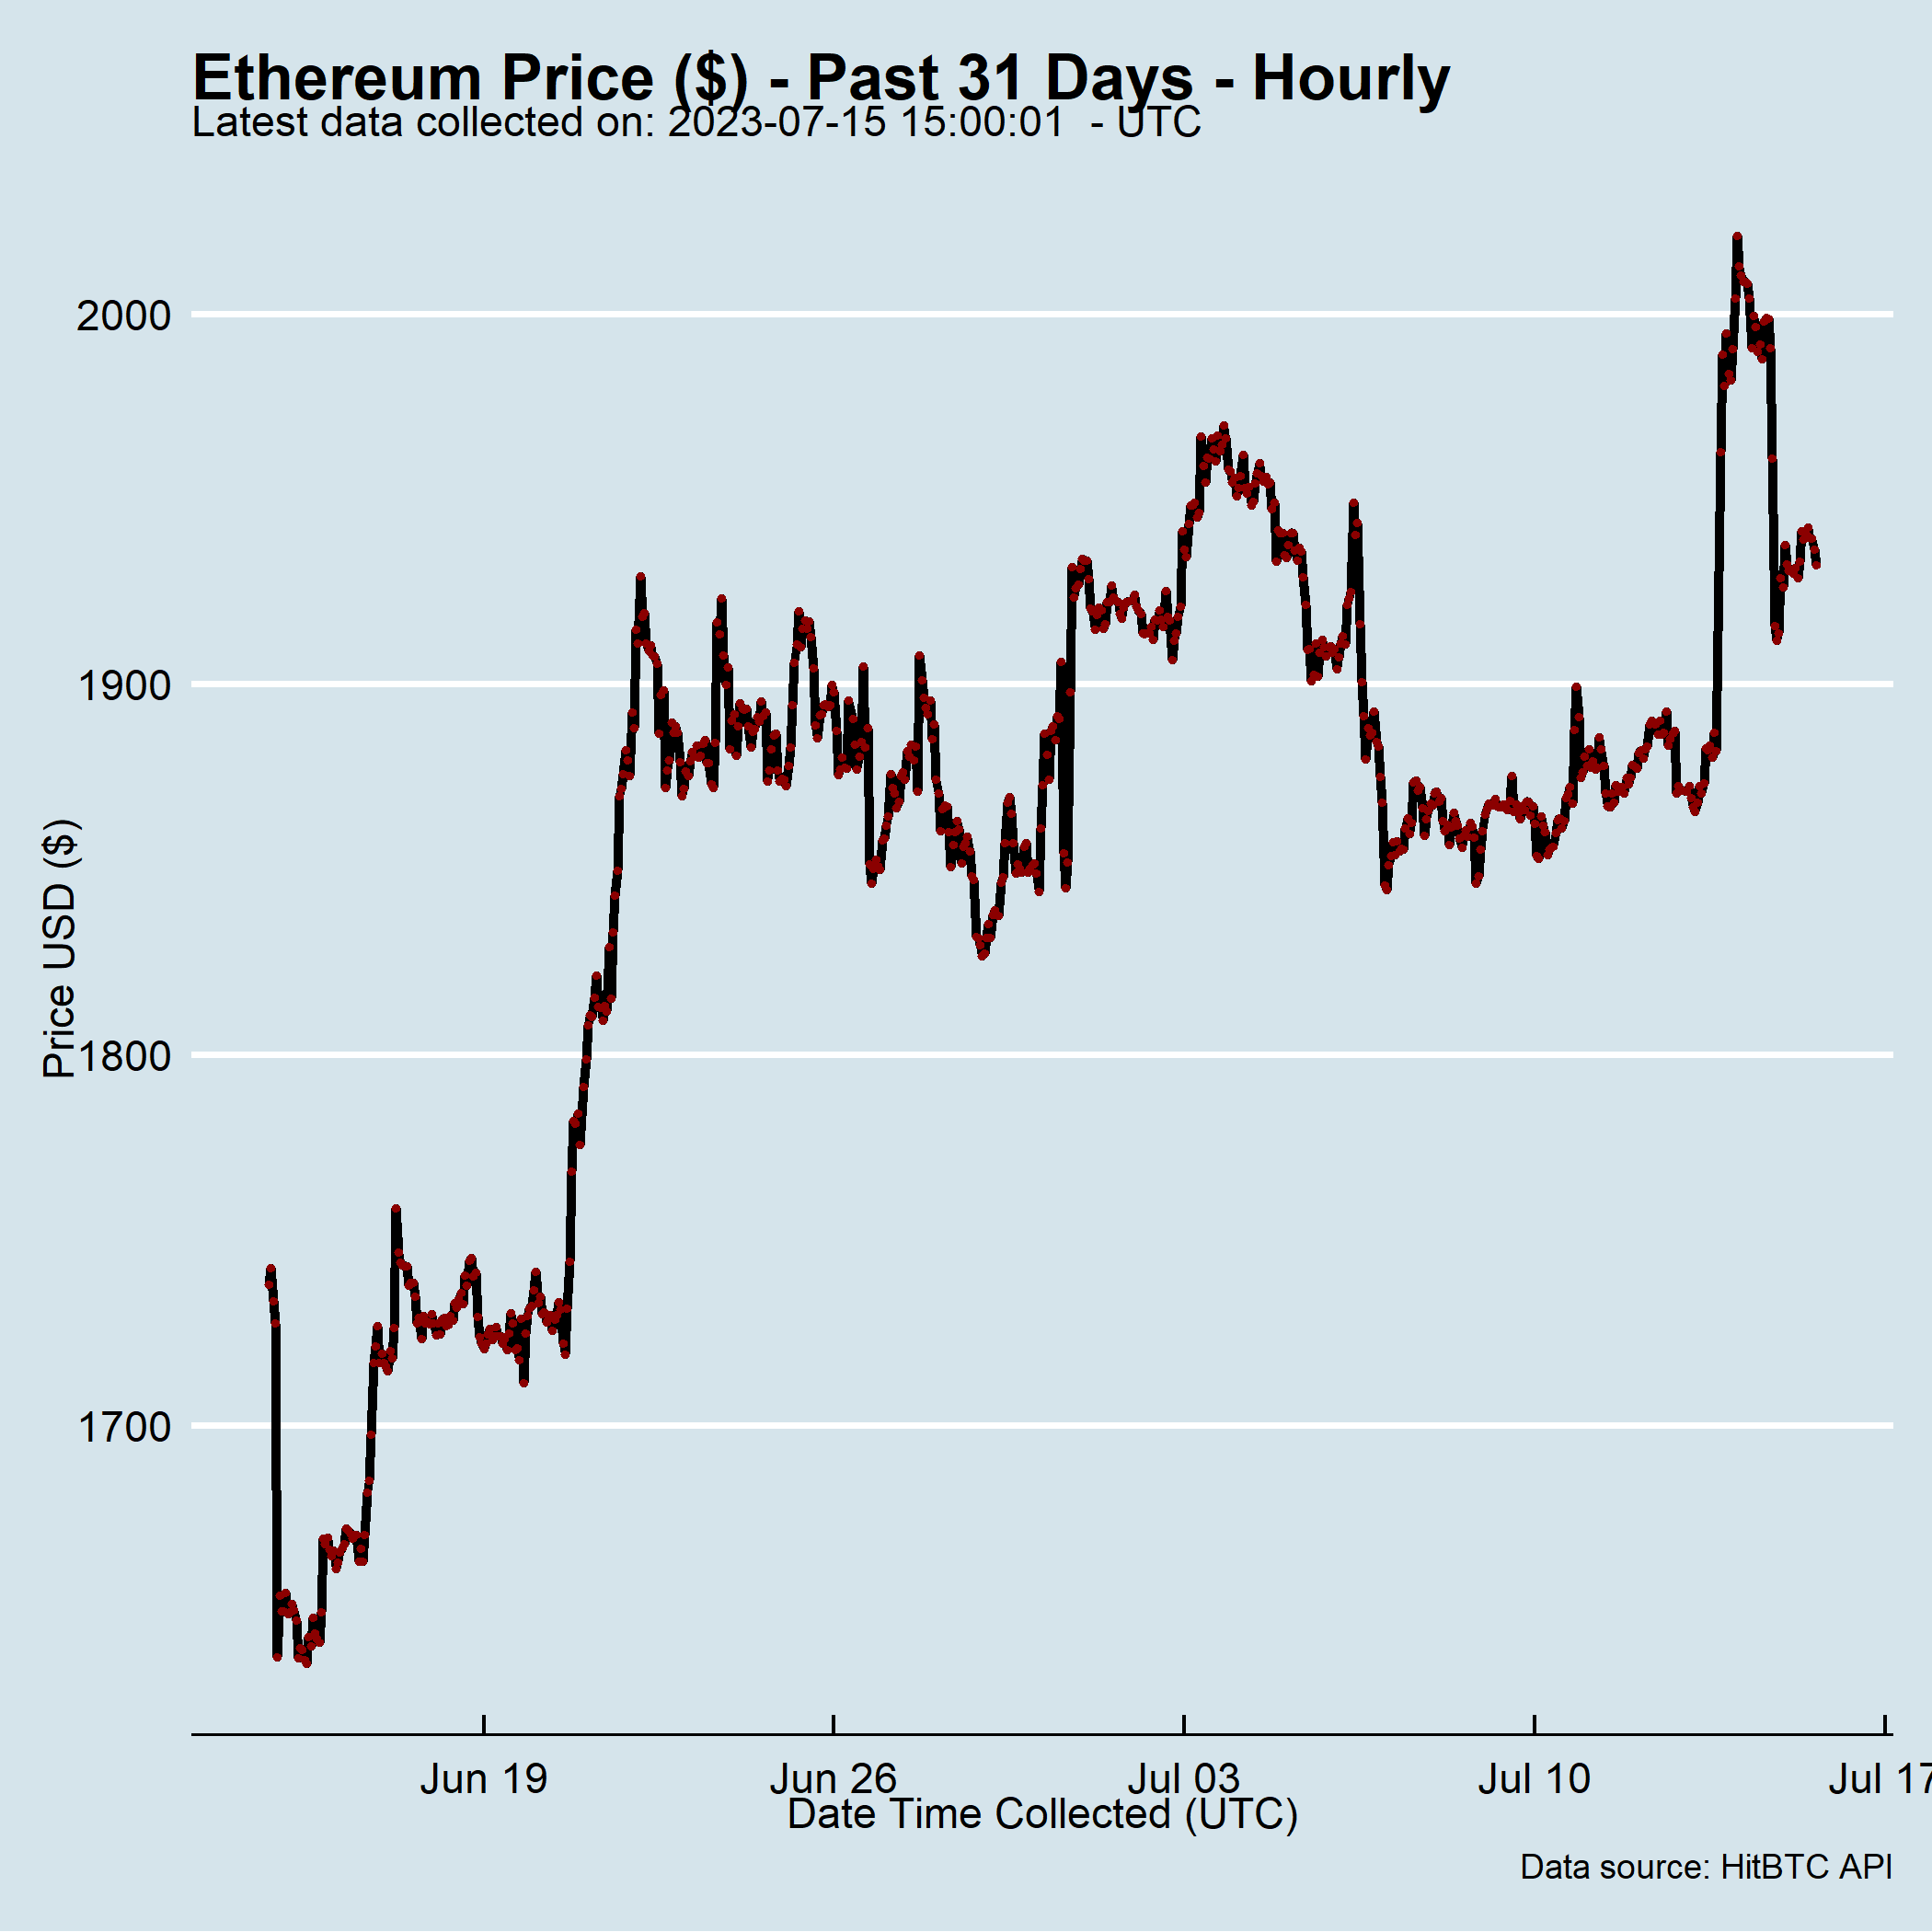 Ethereum Price ($) - Past 31 Days - Hourly
Latest data collected on: 2023-07-15 15:00:01  - UTC
2000
1900
1800
1700
Price USD ($)
Jun 19
Jun 26
Jul 03
Jul 10
Jul 17
Date Time Collected (UTC)
Data source: HitBTC API